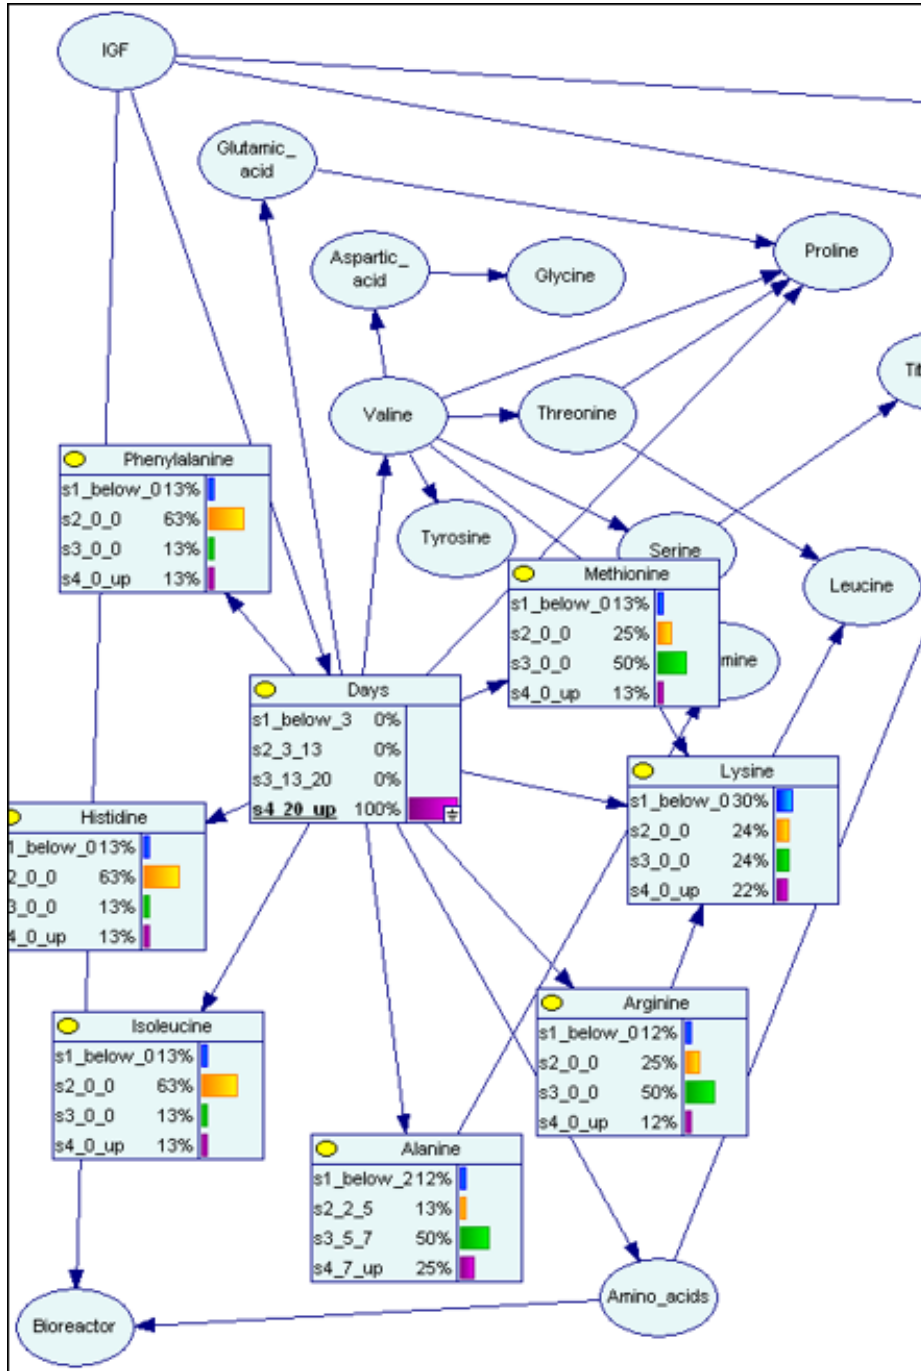 IGF
Glutamic_
acid
Aspartic_
acid
Glycine
Proline
Valine
Threonine
Phenylalanine
s1_below_0 13%
s2_0_0 63%
s3_0_0 13%
s4_0_up 13%
Tyrosine
Serine
Leucine
Methionine
s1_below_0 13%
s2_0_0 25%
s3_0_0 50%
s4_0_up 13%
Days
s1_below_3 0%
s2_3_13 0%
s3_13_20 0%
s4_20_up 100%
Lysine
s1_below_0 30%
s2_0_0 24%
s3_0_0 24%
s4_0_up 22%
Histidine
1_below_0 13%
2_0_0 63%
3_0_0 13%
4_0_up 13%
Arginine
s1_below_0 12%
s2_0_0 25%
s3_0_0 50%
s4_0_up 12%
Isoleucine
s1_below_0 13%
s2_0_0 63%
s3_0_0 13%
s4_0_up 13%
Alanine
s1_below_2 12%
s2_2_5 13%
s3_5_7 50%
s4_7_up 25%
Amino_acids
Bioreactor